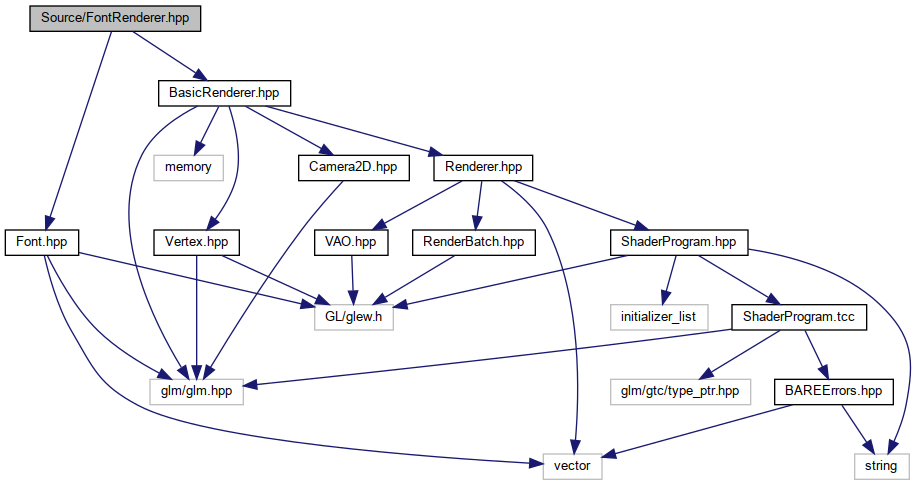 Source/FontRenderer.hpp
BasicRenderer.hpp
memory
Camera2D.hpp
Renderer.hpp
Font.hpp
Vertex.hpp
VAO.hpp
RenderBatch.hpp
ShaderProgram.hpp
GL/glew.h
initializer_list
ShaderProgram.tcc
glm/glm.hpp
glm/gtc/type_ptr.hpp
BAREErrors.hpp
vector
string